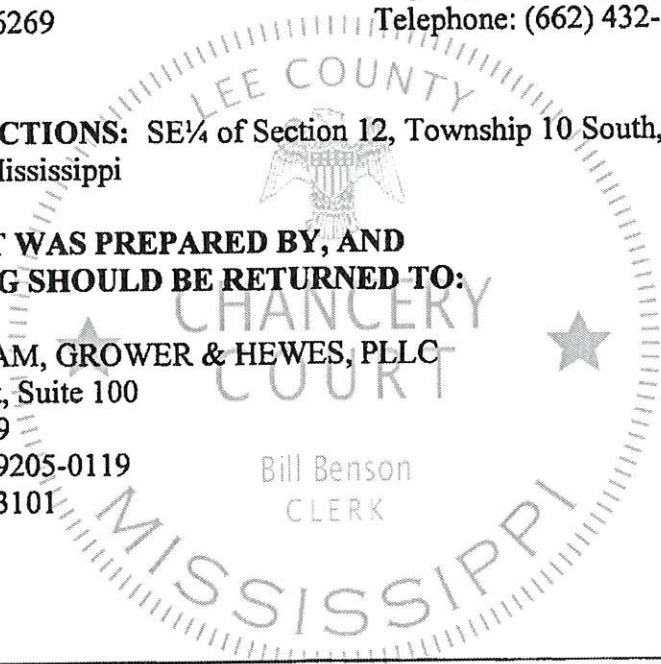 6269 Telephone: (662) 432-
LEE COUNTY
CTIONS: SE¼ of Section 12, Township 10 South,
Mississippi
T WAS PREPARED BY, AND
G SHOULD BE RETURNED TO:
CHANCERY
AM, GROWER & HEWES, PLLC
COURT
, Suite 100
9
9205-0119
Bill Benson
3101
CLERK
MISSISSIPPI